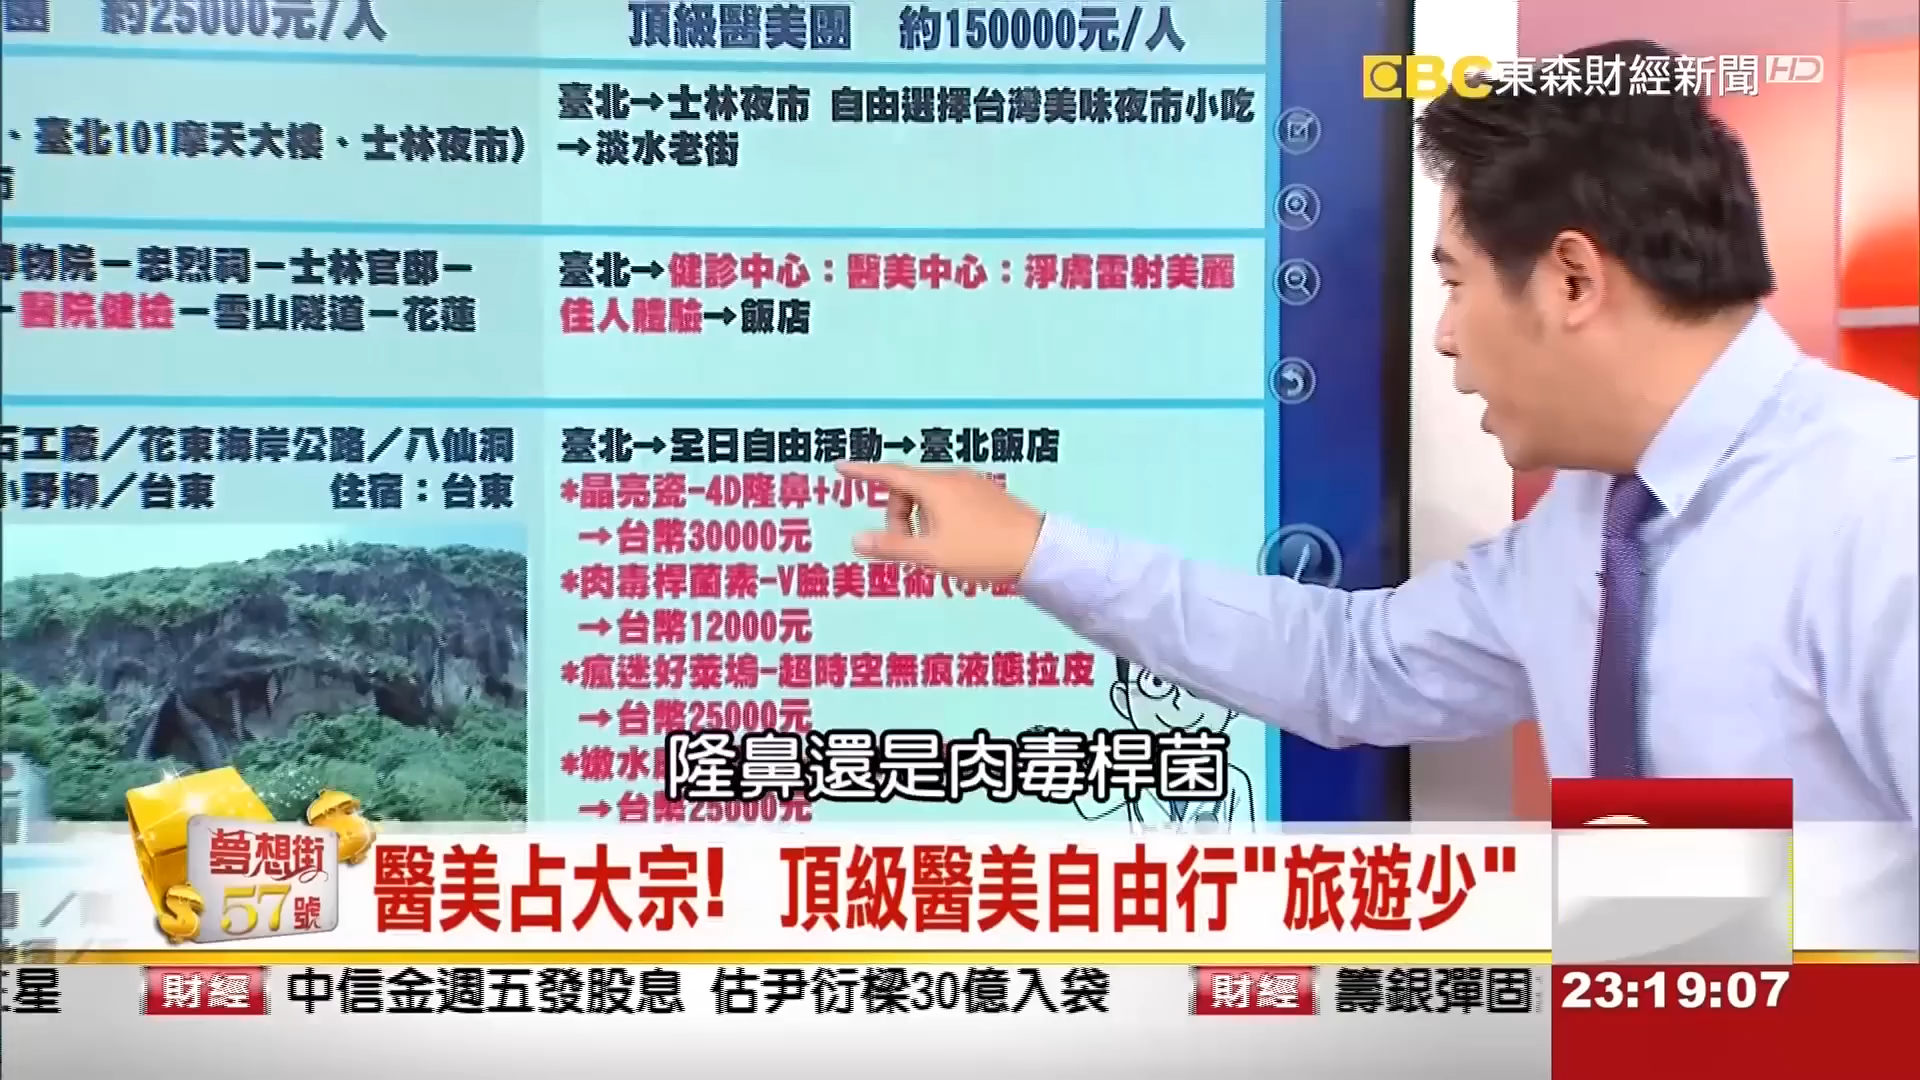 團 約25000元/人
頂級醫美團 約150000元/人
EBC東森財經新聞HD
、臺北101摩天大樓、士林夜市)
市
臺北→士林夜市 自由選擇台灣美味夜市小吃
→淡水老街
博物院－忠烈祠－士林官邸－
－醫院健檢－雪山隧道－花蓮
臺北→健診中心：醫美中心：淨膚雷射美麗
佳人體驗→飯店
石工廠／花東海岸公路／八仙洞
小野柳／台東 住宿：台東
臺北→全日自由活動→臺北飯店
*晶亮瓷-4D隆鼻+小
→台幣30000元
*肉毒桿菌素-V臉美型術(小臉
→台幣12000元
*瘋迷好萊塢-超時空無痕液態拉皮
→台幣25000元
*嫩水
→台幣25000元
隆鼻還是肉毒桿菌
夢想街
57號
醫美占大宗! 頂級醫美自由行"旅遊少"
星 財經 中信金週五發股息 估尹衍樑30億入袋 財經 籌銀彈固
23:19:07